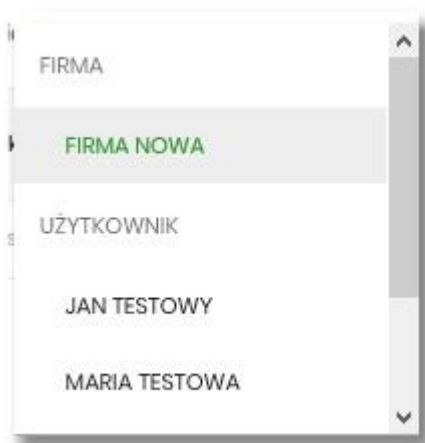 FIRMA
FIRMA NOWA
UŻYTKOWNIK
JAN TESTOWY
MARIA TESTOWA